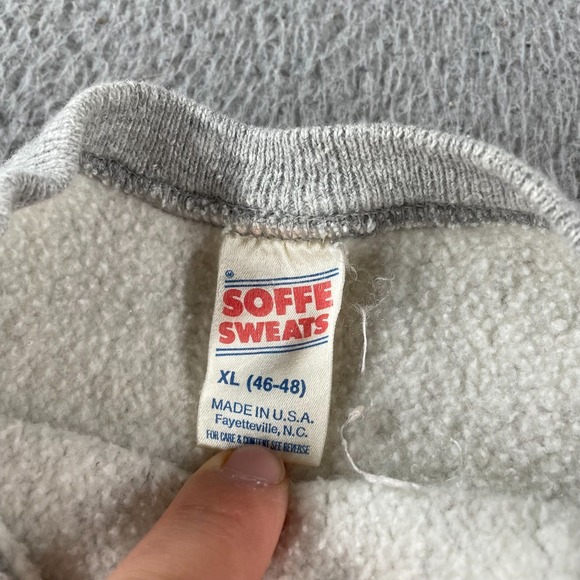 SOFFE
SWEATS
XL (46-48)
MADE IN U.S.A.
Fayetteville, N.C.
FOR CARE & CONTENT SEE REVERSE